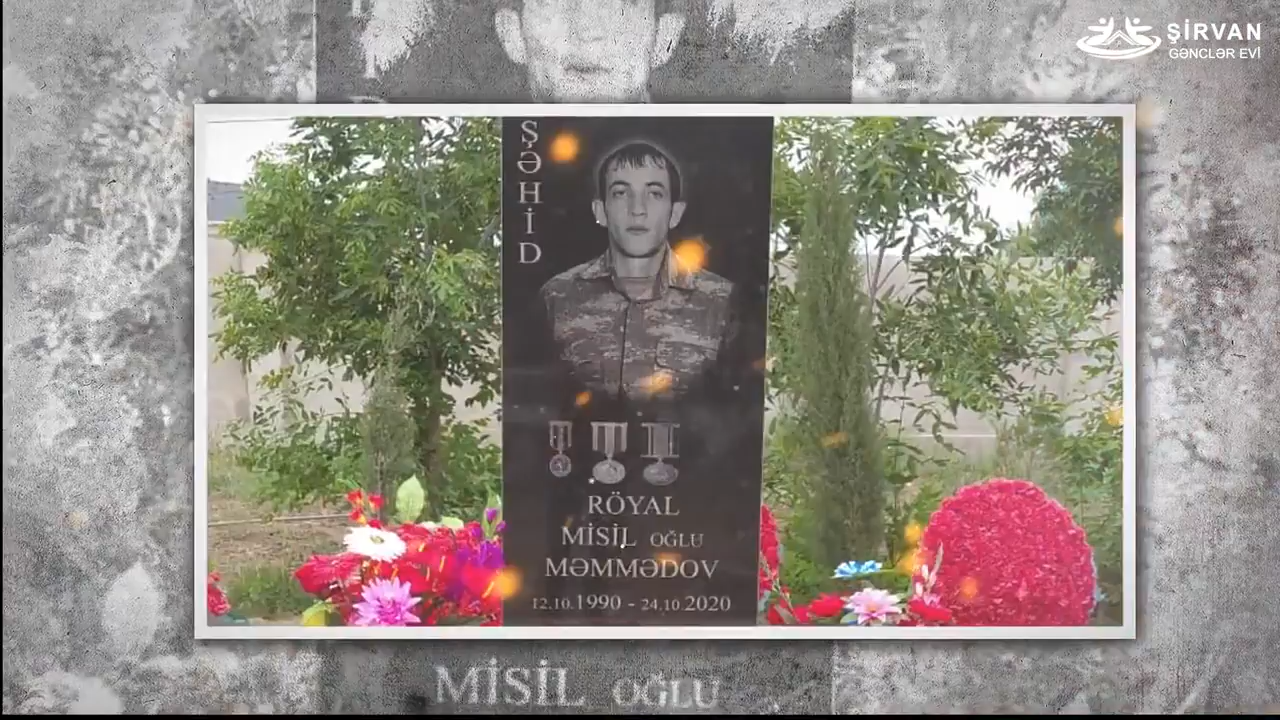 ŞİRVAN
GƏNCLƏR EVİ
ŞƏHİD
RÖYAL
MİSİL OĞLU
MƏMMƏDOV
12.10.1990 - 24.10.2020
MİSİL OĞLU